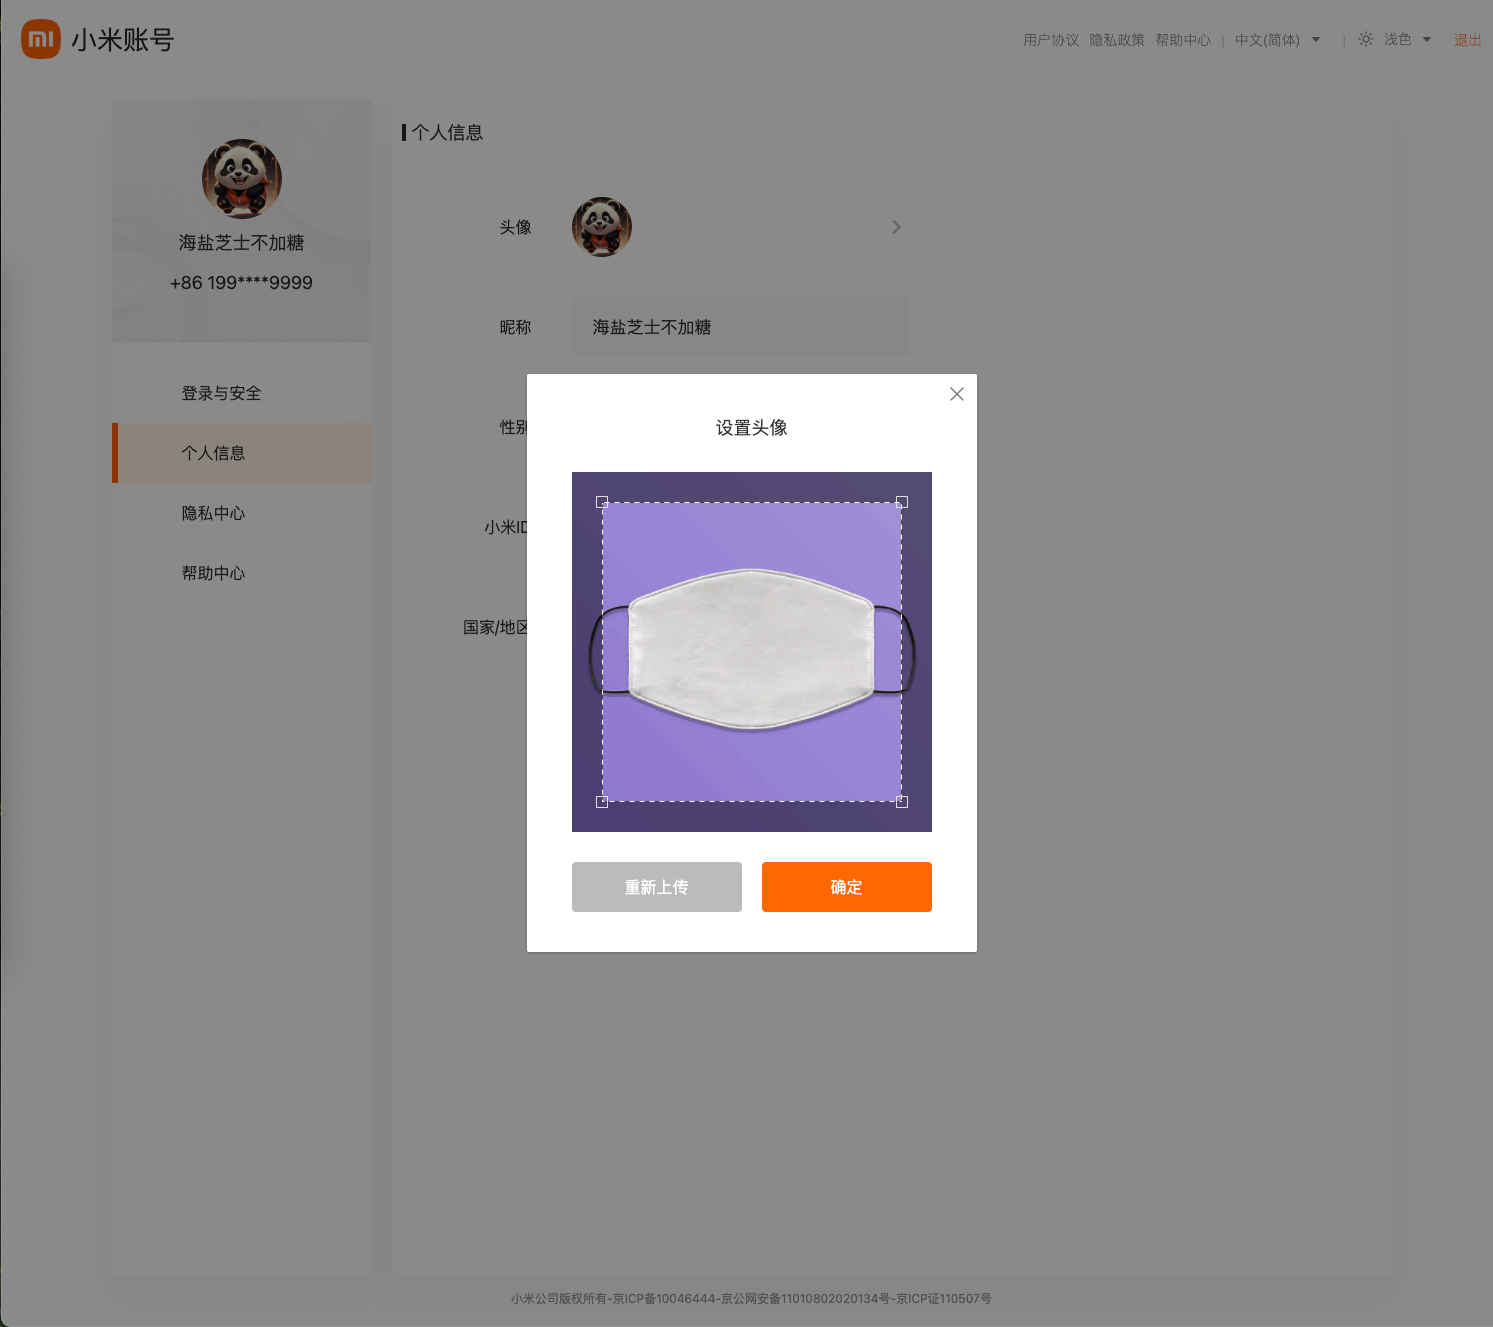 小米账号
用户协议 隐私政策 帮助中心 | 中文(简体) | 浅色 退出
海盐芝士不加糖
+86 199****9999
登录与安全
个人信息
隐私中心
帮助中心
个人信息
头像
昵称 海盐芝士不加糖
性别
小米ID
国家/地区
设置头像
重新上传 确定
小米公司版权所有-京ICP备10046444-京公网安备11010802020134号-京ICP证110507号